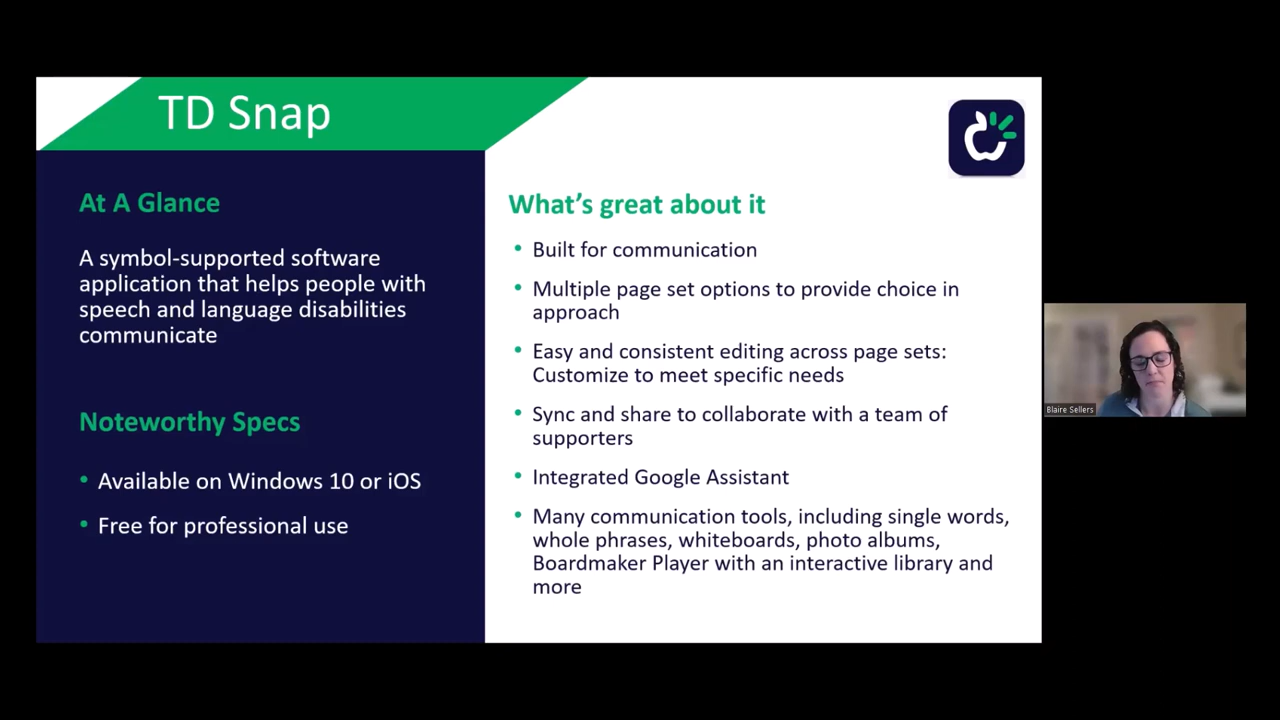 TD Snap
At A Glance
A symbol-supported software
application that helps people with
speech and language disabilities
communicate
Noteworthy Specs
• Available on Windows 10 or iOS
• Free for professional use
What’s great about it
• Built for communication
• Multiple page set options to provide choice in
approach
• Easy and consistent editing across page sets:
Customize to meet specific needs
• Sync and share to collaborate with a team of
supporters
• Integrated Google Assistant
• Many communication tools, including single words,
whole phrases, whiteboards, photo albums,
Boardmaker Player with an interactive library and
more
Blaire Sellers